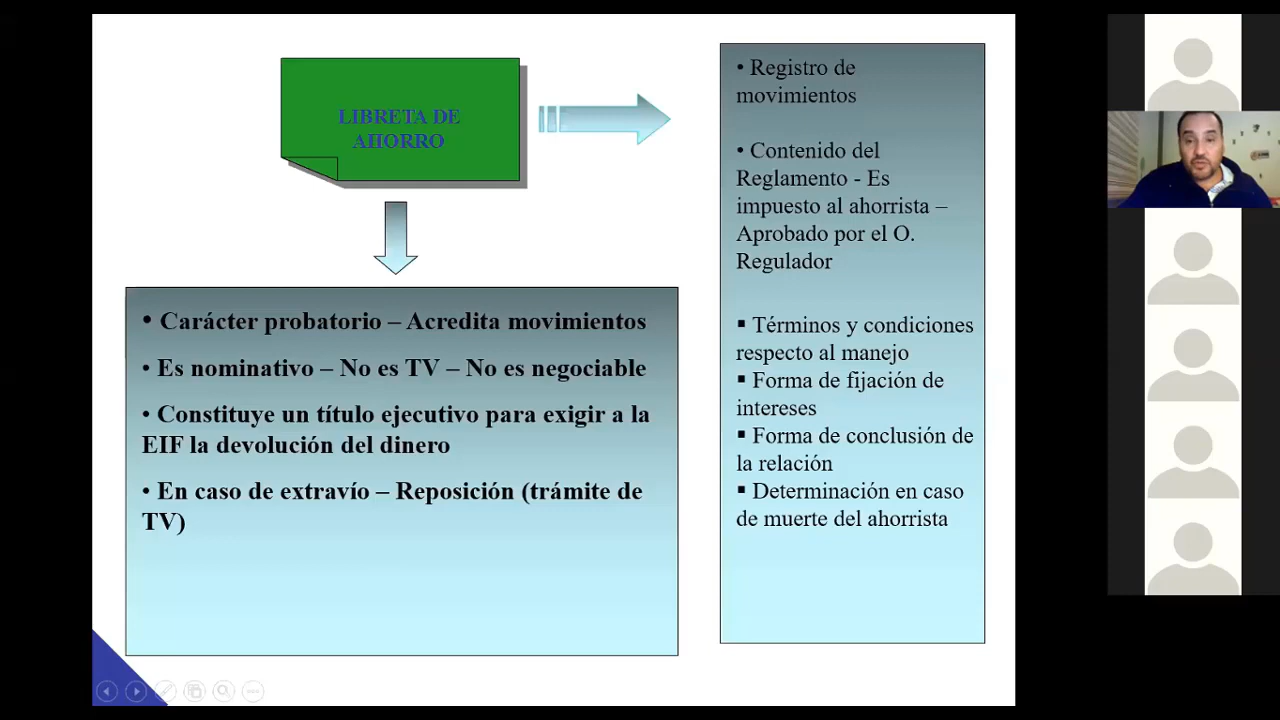 LIBRETA DE
AHORRO
• Carácter probatorio – Acredita movimientos
• Es nominativo – No es TV – No es negociable
• Constituye un título ejecutivo para exigir a la
EIF la devolución del dinero
• En caso de extravío – Reposición (trámite de
TV)
• Registro de
movimientos
• Contenido del
Reglamento - Es
impuesto al ahorrista –
Aprobado por el O.
Regulador
▪ Términos y condiciones
respecto al manejo
▪ Forma de fijación de
intereses
▪ Forma de conclusión de
la relación
▪ Determinación en caso
de muerte del ahorrista